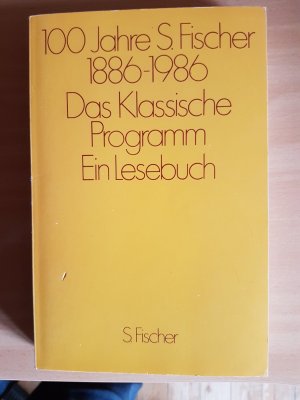 100 Jahre S. Fischer
1886-1986
Das Klassische
Programm
Ein Lesebuch
S. Fischer